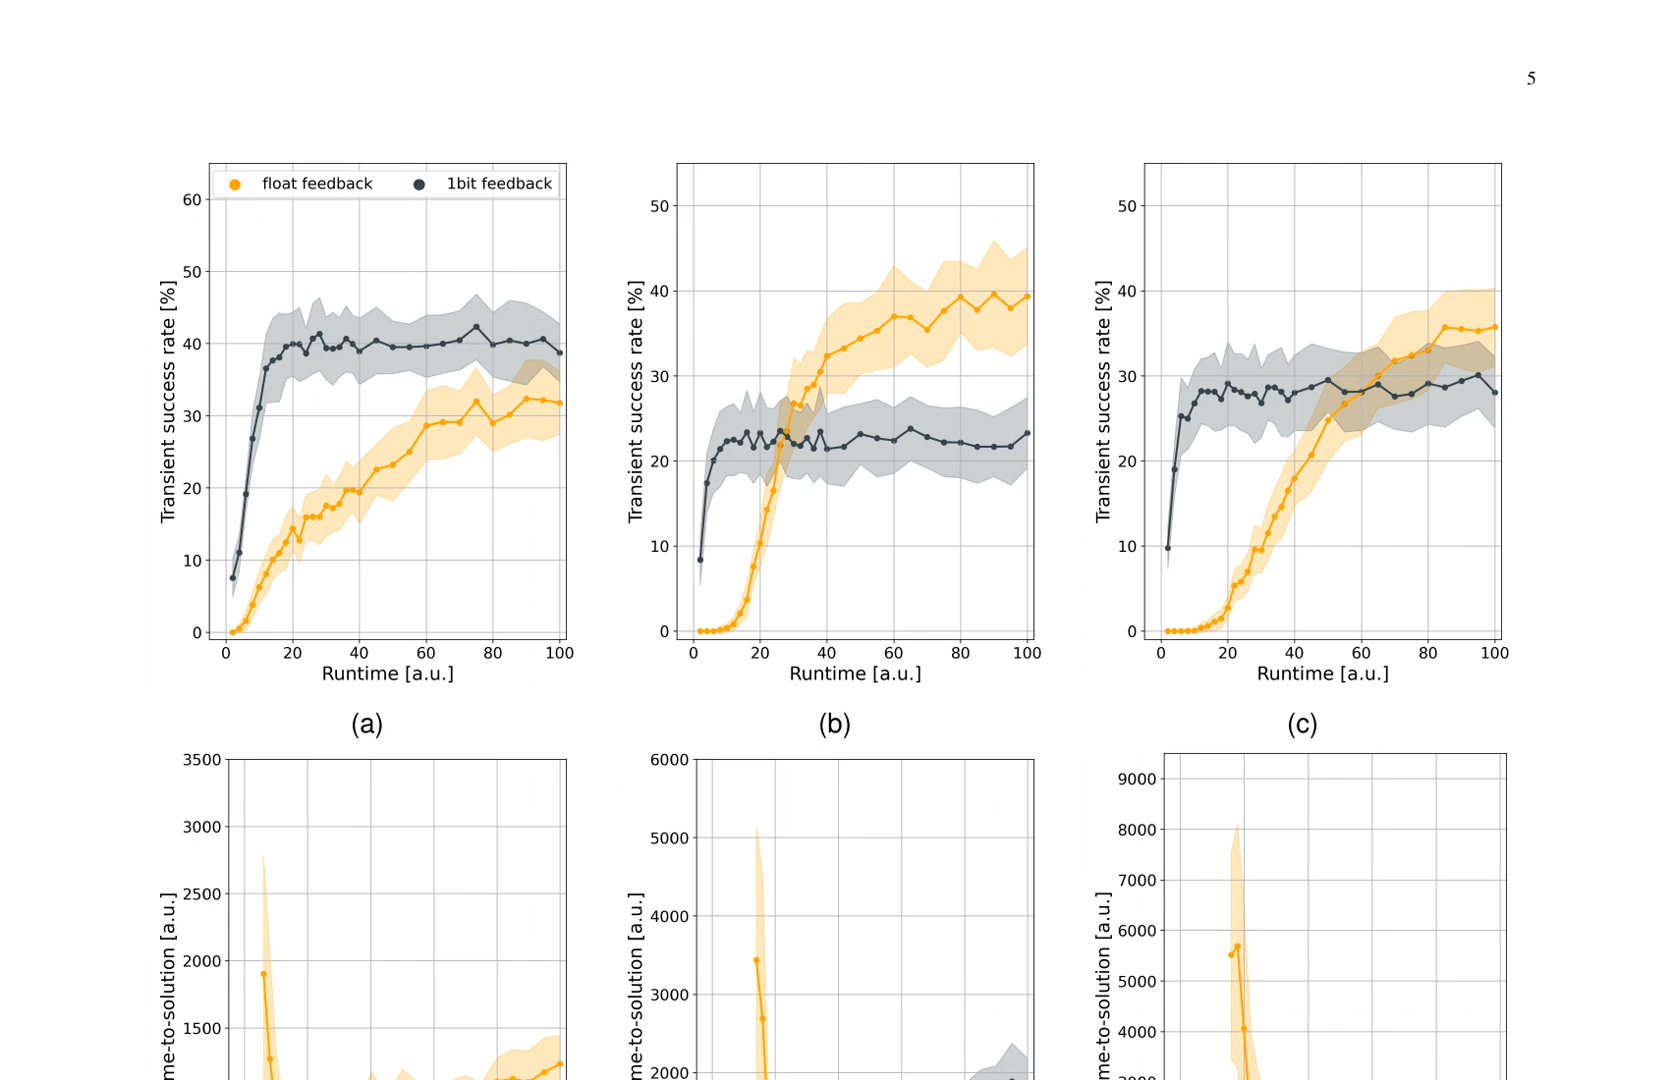 5
float feedback 1bit feedback
Transient success rate [%]
60
50
40
30
20
10
0
0 20 40 60 80 100
Runtime [a.u.]
(a)
Transient success rate [%]
50
40
30
20
10
0
0 20 40 60 80 100
Runtime [a.u.]
(b)
Transient success rate [%]
50
40
30
20
10
0
0 20 40 60 80 100
Runtime [a.u.]
(c)
me-to-solution [a.u.]
3500
3000
2500
2000
1500
me-to-solution [a.u.]
6000
5000
4000
3000
2000
me-to-solution [a.u.]
9000
8000
7000
6000
5000
4000